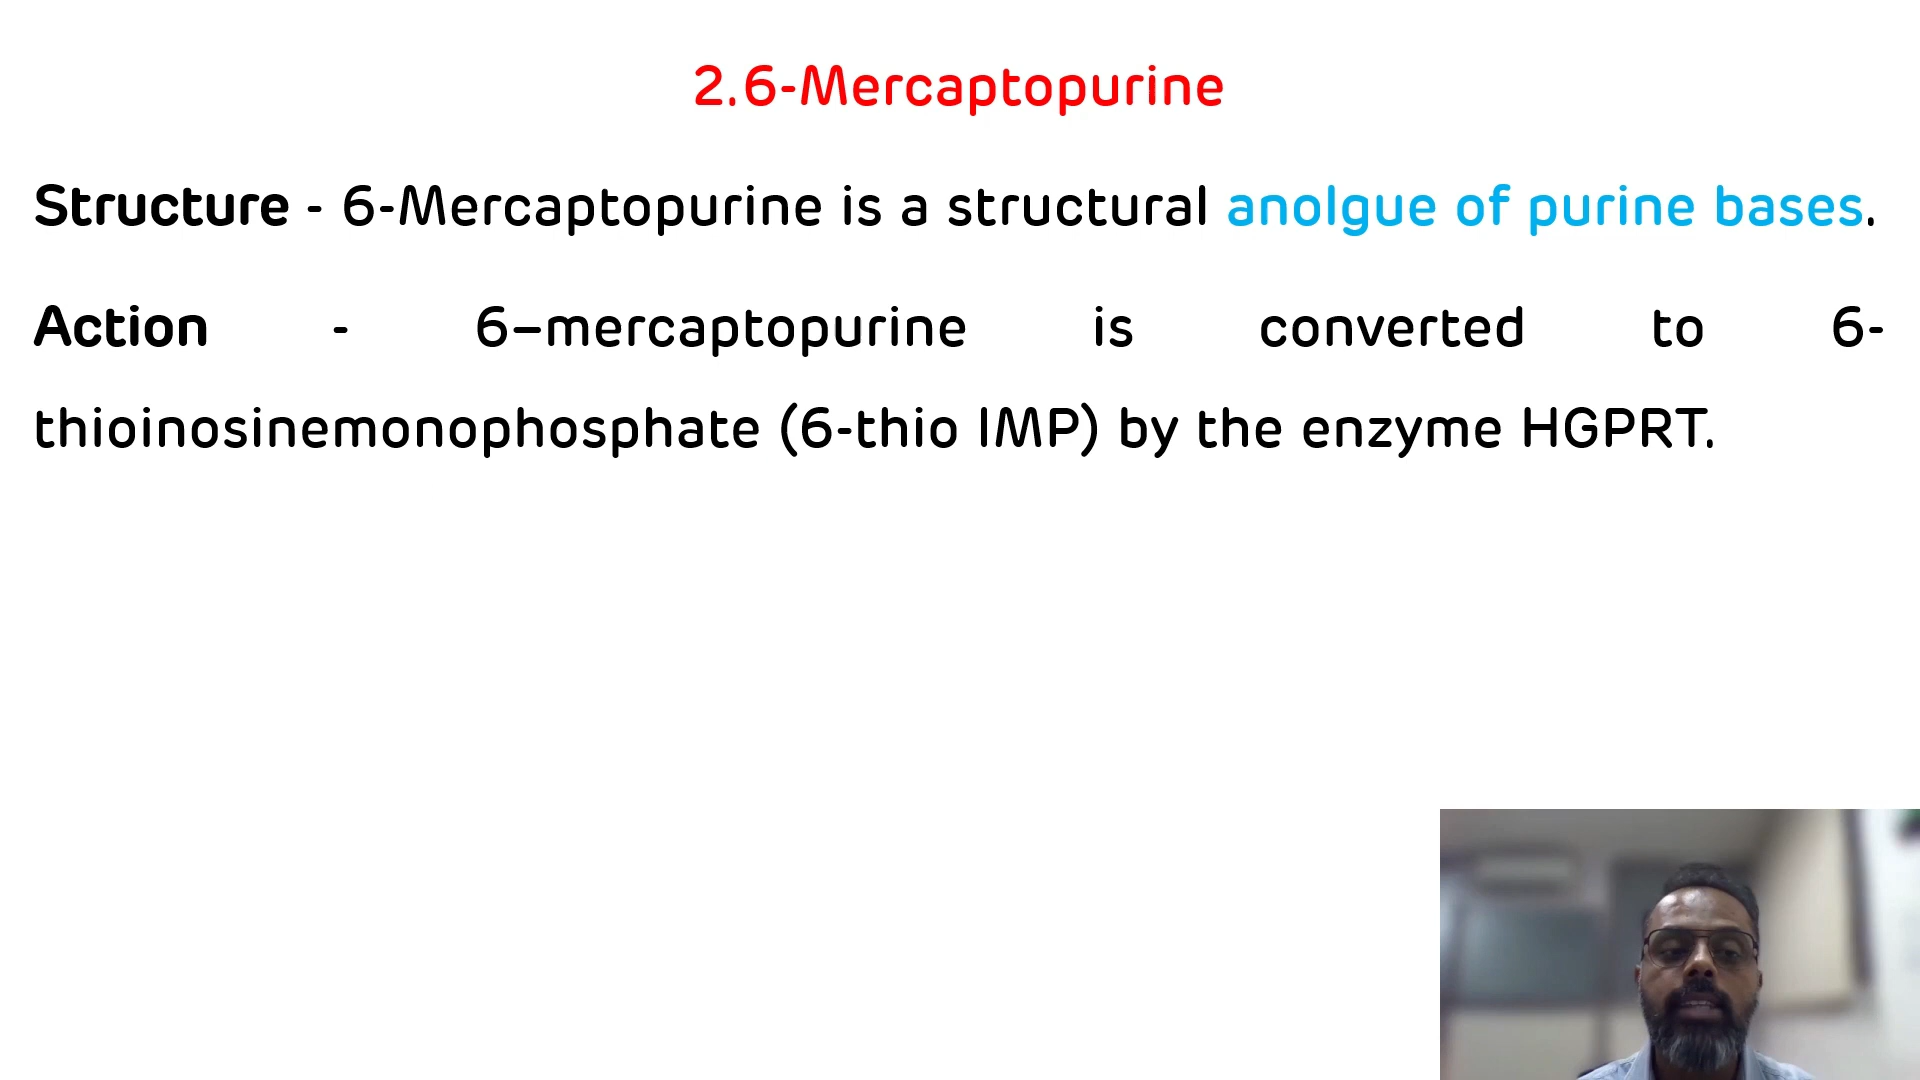 2.6-Mercaptopurine
Structure - 6-Mercaptopurine is a structural anolgue of purine bases.
Action - 6–mercaptopurine is converted to 6-
thioinosinemonophosphate (6-thio IMP) by the enzyme HGPRT.